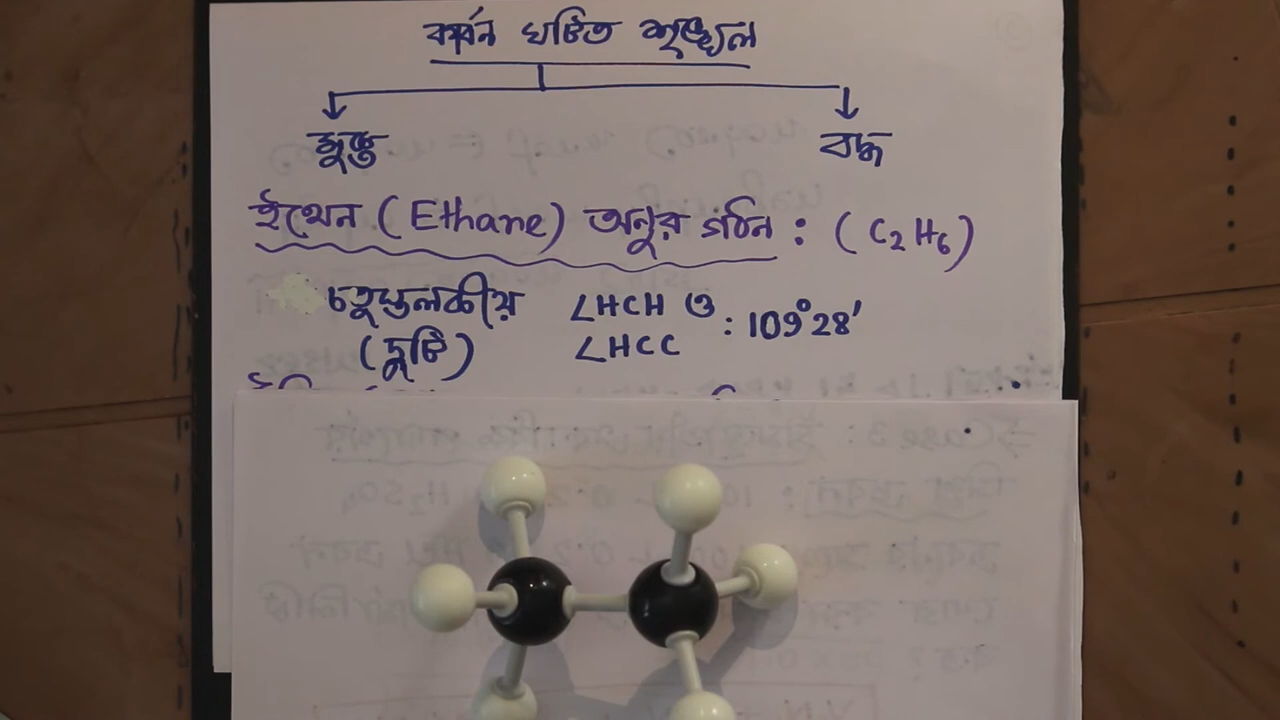 কার্বন ঘটিত শৃঙ্খল
মুক্ত বদ্ধ
ইথেন (Ethane) অনুর গঠন : (C₂H₆)
চতুস্তলকীয় ∠HCH ও
(দুটি) ∠HCC : 109°28'